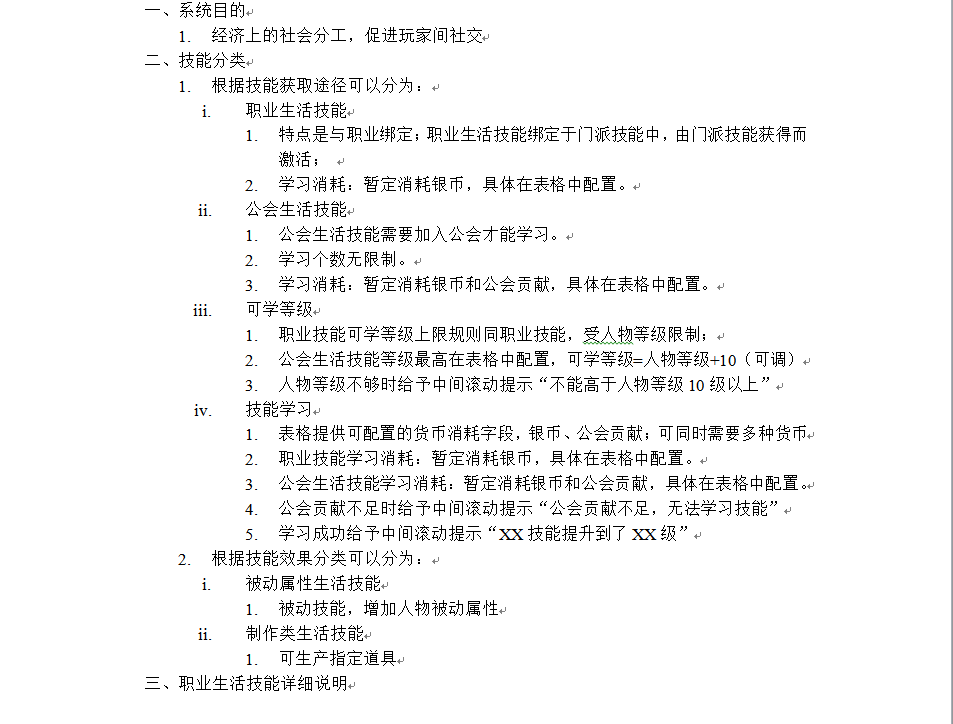 一、系统目的
1. 经济上的社会分工，促进玩家间社交
二、技能分类
1. 根据技能获取途径可以分为：
i. 职业生活技能
1. 特点是与职业绑定；职业生活技能绑定于门派技能中，由门派技能获得而
激活；
2. 学习消耗：暂定消耗银币，具体在表格中配置。
ii. 公会生活技能
1. 公会生活技能需要加入公会才能学习。
2. 学习个数无限制。
3. 学习消耗：暂定消耗银币和公会贡献，具体在表格中配置。
iii. 可学等级
1. 职业技能可学等级上限规则同职业技能，受人物等级限制；
2. 公会生活技能等级最高在表格中配置，可学等级=人物等级+10（可调）
3. 人物等级不够时给予中间滚动提示“不能高于人物等级 10 级以上”
iv. 技能学习
1. 表格提供可配置的货币消耗字段，银币、公会贡献；可同时需要多种货币
2. 职业技能学习消耗：暂定消耗银币，具体在表格中配置。
3. 公会生活技能学习消耗：暂定消耗银币和公会贡献，具体在表格中配置。
4. 公会贡献不足时给予中间滚动提示“公会贡献不足，无法学习技能”
5. 学习成功给予中间滚动提示“XX 技能提升到了 XX 级”
2. 根据技能效果分类可以分为：
i. 被动属性生活技能
1. 被动技能，增加人物被动属性
ii. 制作类生活技能
1. 可生产指定道具
三、职业生活技能详细说明